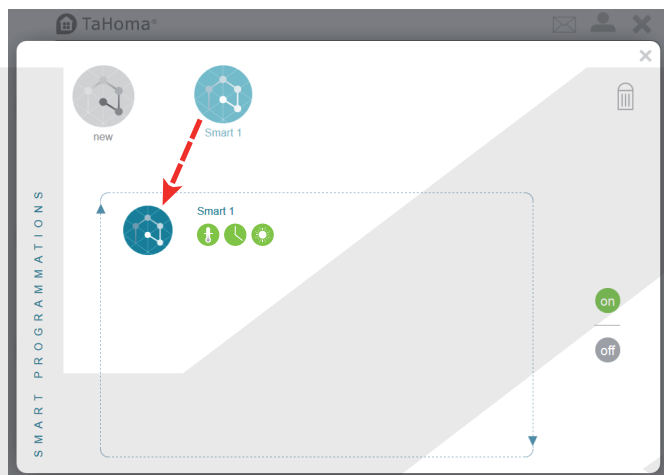 TaHoma®
new
Smart 1
Smart 1
on
off
SMART PROGRAMMATIONS